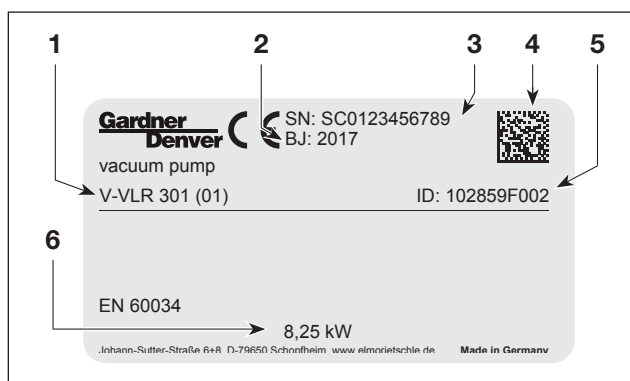 1 2 3 4 5
Gardner Denver CE SN: SC0123456789
BJ: 2017
vacuum pump
V-VLR 301 (01) ID: 102859F002
6
EN 60034
8,25 kW
Johann-Sutter-Straße 6+8 D-79650 Schopfheim www.elmorietschle.de Made in Germany